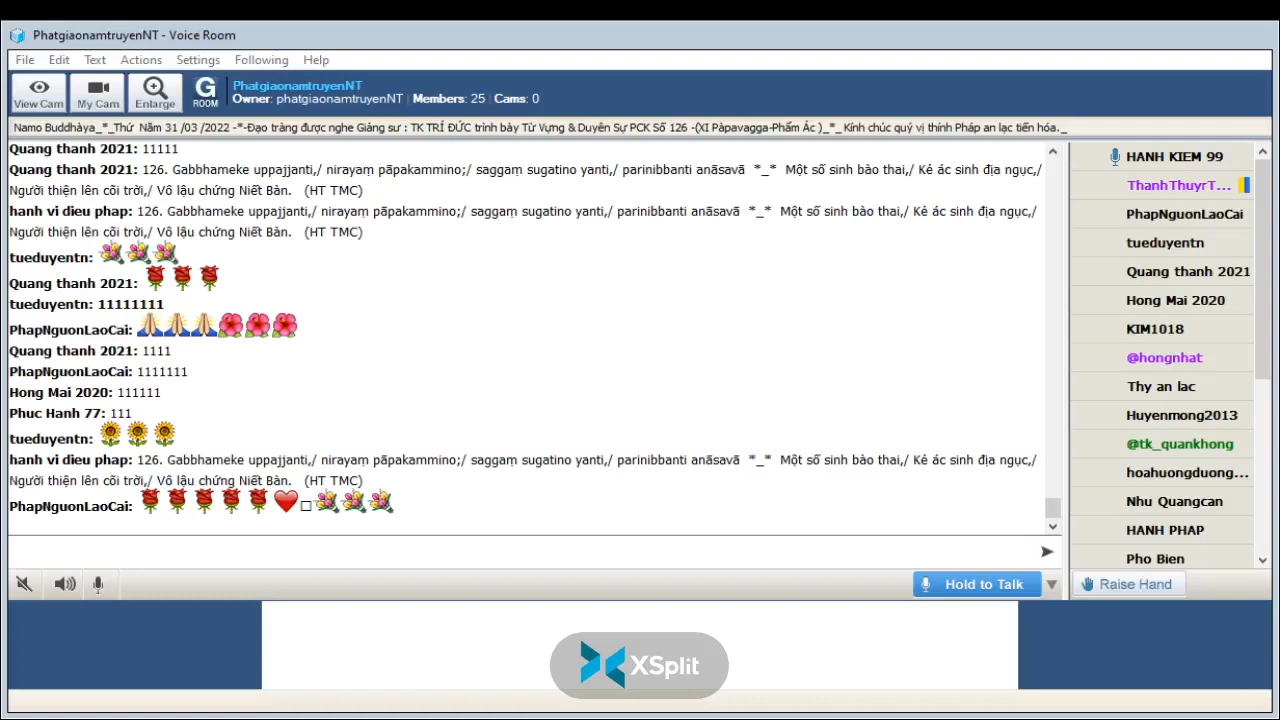 PhatgiaonamtruyenNT - Voice Room
File Edit Text Actions Settings Following Help
View Cam My Cam Enlarge G ROOM
PhatgiaonamtruyenNT
Owner: phatgiaonamtruyenNT | Members: 25 | Cams: 0
Namo Buddhàya_*_Thứ Năm 31 /03 /2022 -*-Đạo tràng được nghe Giảng sư : TK TRÍ ĐỨC trình bày Từ Vựng & Duyên Sự PCK Số 126 -(XI Pàpavagga-Phẩm Ác )_*_ Kính chúc quý vị thính Pháp an lạc tiến hóa._
Quang thanh 2021: 11111
Quang thanh 2021: 126. Gabbhameke uppajjanti,/ nirayaṃ pāpakammino;/ saggaṃ sugatino yanti,/ parinibbanti anāsavā *_* Một số sinh bào thai,/ Kẻ ác sinh địa ngục,/
Người thiện lên cõi trời,/ Vô lậu chứng Niết Bàn. (HT TMC)
hanh vi dieu phap: 126. Gabbhameke uppajjanti,/ nirayaṃ pāpakammino;/ saggaṃ sugatino yanti,/ parinibbanti anāsavā *_* Một số sinh bào thai,/ Kẻ ác sinh địa ngục,/
Người thiện lên cõi trời,/ Vô lậu chứng Niết Bàn. (HT TMC)
tueduyentn:
Quang thanh 2021:
tueduyentn: 11111111
PhapNguonLaoCai:
Quang thanh 2021: 1111
PhapNguonLaoCai: 1111111
Hong Mai 2020: 111111
Phuc Hanh 77: 111
tueduyentn:
hanh vi dieu phap: 126. Gabbhameke uppajjanti,/ nirayaṃ pāpakammino;/ saggaṃ sugatino yanti,/ parinibbanti anāsavā *_* Một số sinh bào thai,/ Kẻ ác sinh địa ngục,/
Người thiện lên cõi trời,/ Vô lậu chứng Niết Bàn. (HT TMC)
PhapNguonLaoCai:
HANH KIEM 99
ThanhThuyrT...
PhapNguonLaoCai
tueduyentn
Quang thanh 2021
Hong Mai 2020
KIM1018
@hongnhat
Thy an lac
Huyenmong2013
@tk_quankhong
hoahuongduong...
Nhu Quangcan
HANH PHAP
Pho Bien
Hold to Talk
Raise Hand
XSplit